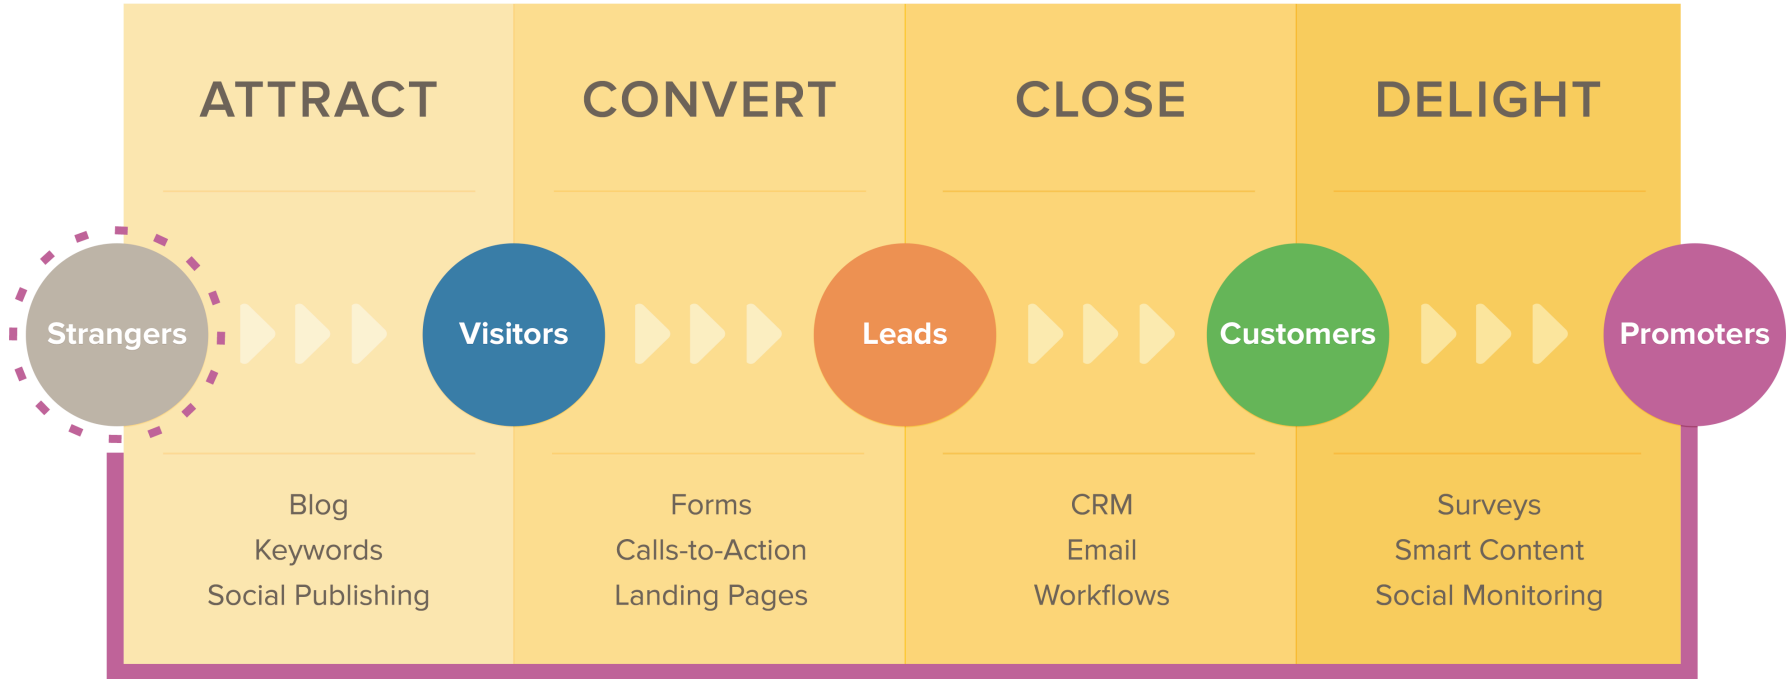 ATTRACT
CONVERT
CLOSE
DELIGHT
Strangers
Visitors
Leads
Customers
Promoters
Blog
Keywords
Social Publishing
Forms
Calls-to-Action
Landing Pages
CRM
Email
Workflows
Surveys
Smart Content
Social Monitoring